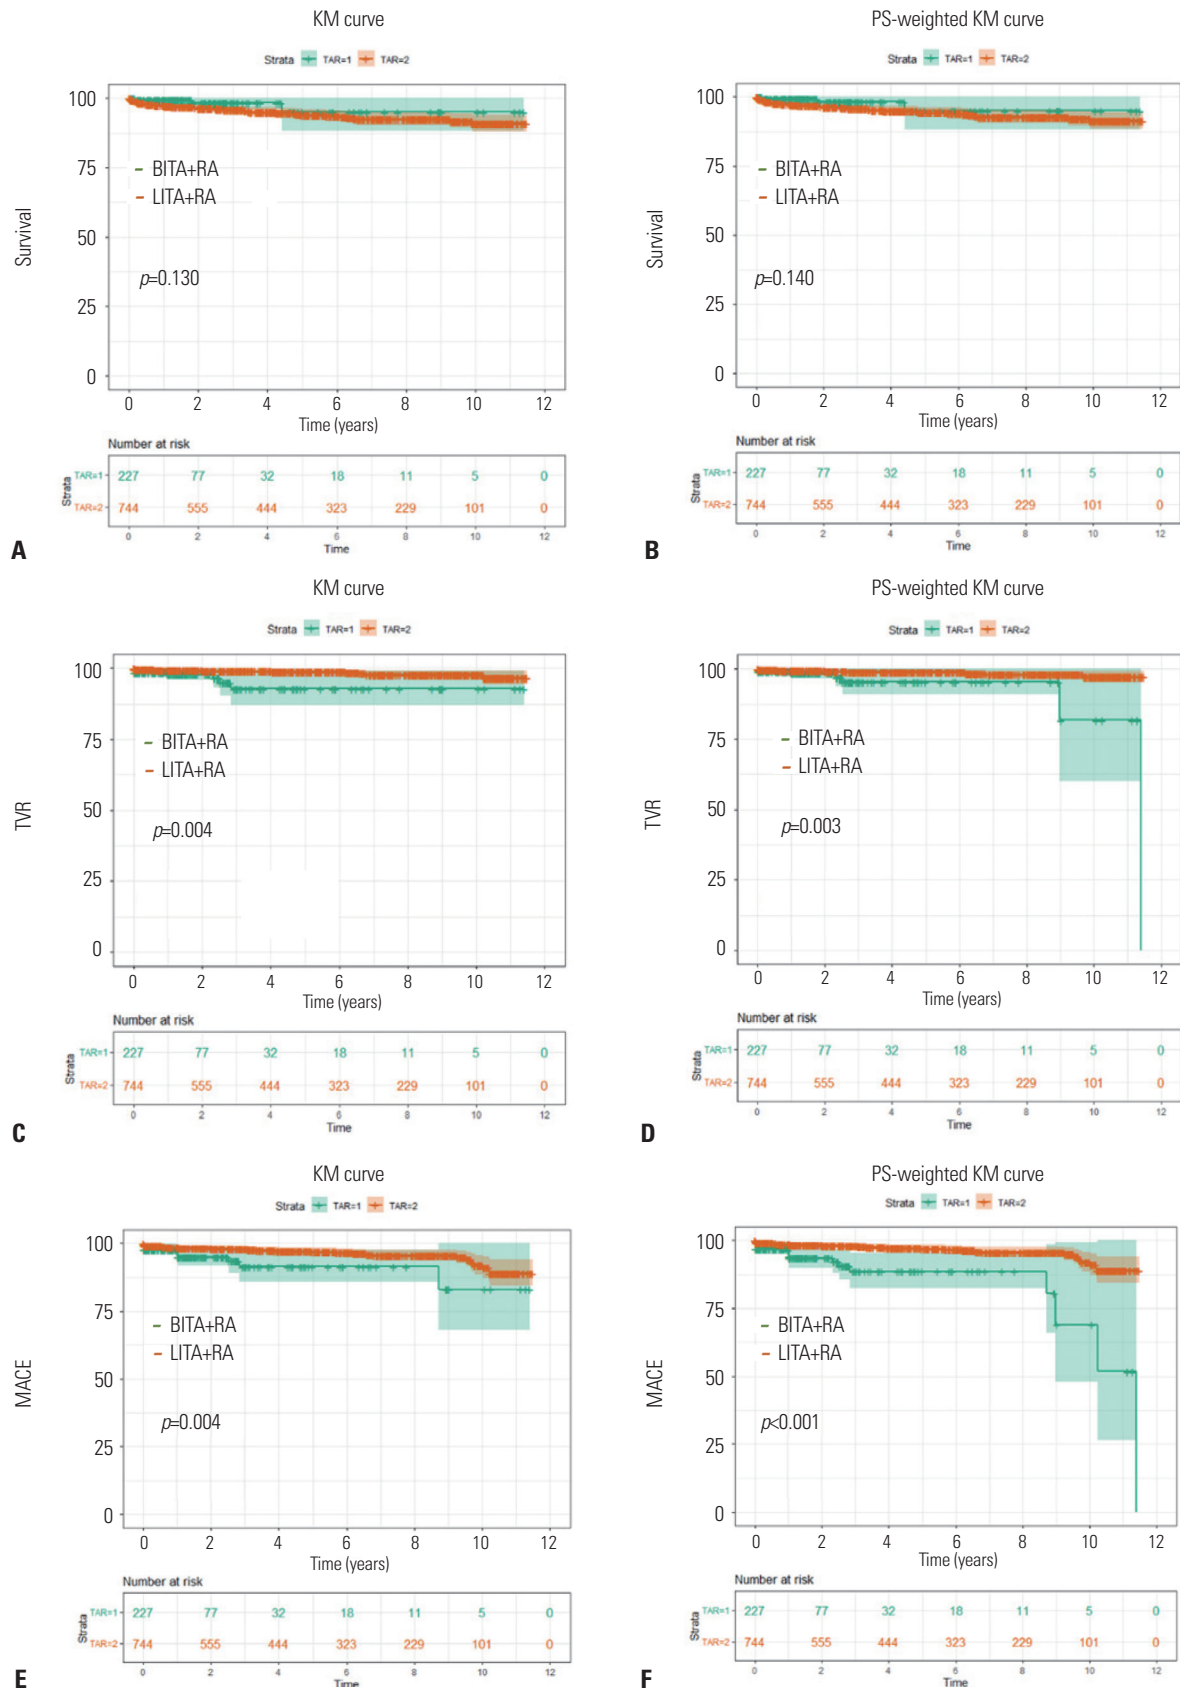 KM curve
Strata TAR=1 TAR=2
100
75
50
25
0
Survival
BITA+RA
LITA+RA
p=0.130
0 2 4 6 8 10 12
Time (years)
Number at risk
Strata
TAR=1 227 77 32 18 11 5 0
TAR=2 744 555 444 323 229 101 0
0 2 4 6 8 10 12
Time
A
PS-weighted KM curve
Strata TAR=1 TAR=2
100
75
50
25
0
Survival
BITA+RA
LITA+RA
p=0.140
0 2 4 6 8 10 12
Time (years)
Number at risk
Strata
TAR=1 227 77 32 18 11 5 0
TAR=2 744 555 444 323 229 101 0
0 2 4 6 8 10 12
Time
B
KM curve
Strata TAR=1 TAR=2
100
75
50
25
0
TVR
BITA+RA
LITA+RA
p=0.004
0 2 4 6 8 10 12
Time (years)
Number at risk
Strata
TAR=1 227 77 32 18 11 5 0
TAR=2 744 555 444 323 229 101 0
0 2 4 6 8 10 12
Time
C
PS-weighted KM curve
Strata TAR=1 TAR=2
100
75
50
25
0
TVR
BITA+RA
LITA+RA
p=0.003
0 2 4 6 8 10 12
Time (years)
Number at risk
Strata
TAR=1 227 77 32 18 11 5 0
TAR=2 744 555 444 323 229 101 0
0 2 4 6 8 10 12
Time
D
KM curve
Strata TAR=1 TAR=2
100
75
50
25
0
MACE
BITA+RA
LITA+RA
p=0.004
0 2 4 6 8 10 12
Time (years)
Number at risk
Strata
TAR=1 227 77 32 18 11 5 0
TAR=2 744 555 444 323 229 101 0
0 2 4 6 8 10 12
Time
E
PS-weighted KM curve
Strata TAR=1 TAR=2
100
75
50
25
0
MACE
BITA+RA
LITA+RA
p<0.001
0 2 4 6 8 10 12
Time (years)
Number at risk
Strata
TAR=1 227 77 32 18 11 5 0
TAR=2 744 555 444 323 229 101 0
0 2 4 6 8 10 12
Time
F